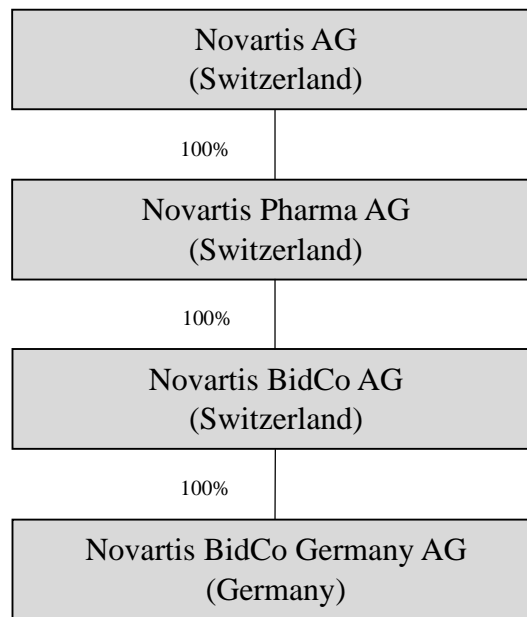 Novartis AG
(Switzerland)
100%
Novartis Pharma AG
(Switzerland)
100%
Novartis BidCo AG
(Switzerland)
100%
Novartis BidCo Germany AG
(Germany)